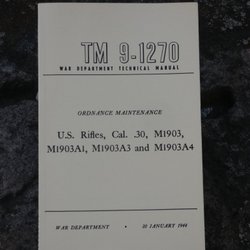 TM 9-1270
WAR DEPARTMENT TECHNICAL MANUAL
ORDNANCE MAINTENANCE
U.S. Rifles, Cal. .30, M1903,
M1903A1, M1903A3 and M1903A4
WAR DEPARTMENT • 20 JANUARY 1944